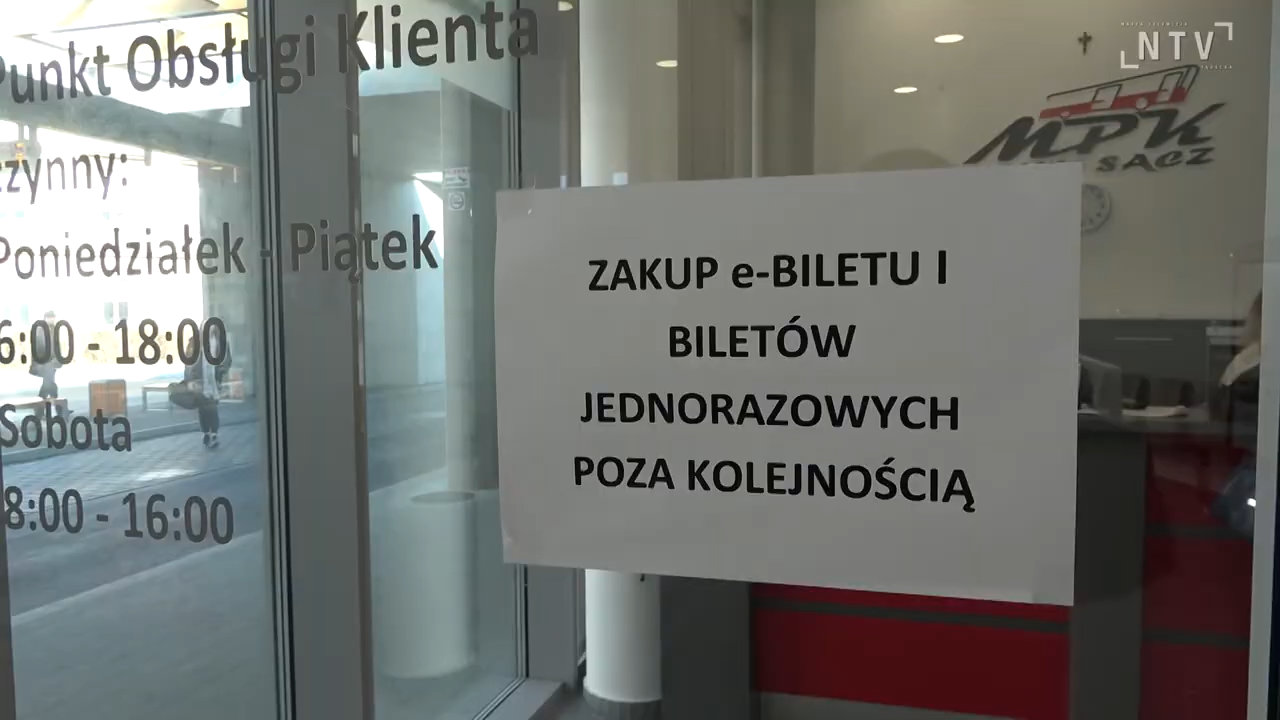 Punkt Obsługi Klienta
czynny:
Poniedziałek - Piątek
6:00 - 18:00
Sobota
8:00 - 16:00
ZAKUP e-BILETU I
BILETÓW
JEDNORAZOWYCH
POZA KOLEJNOŚCIĄ
MPK
SĄCZ
NTV